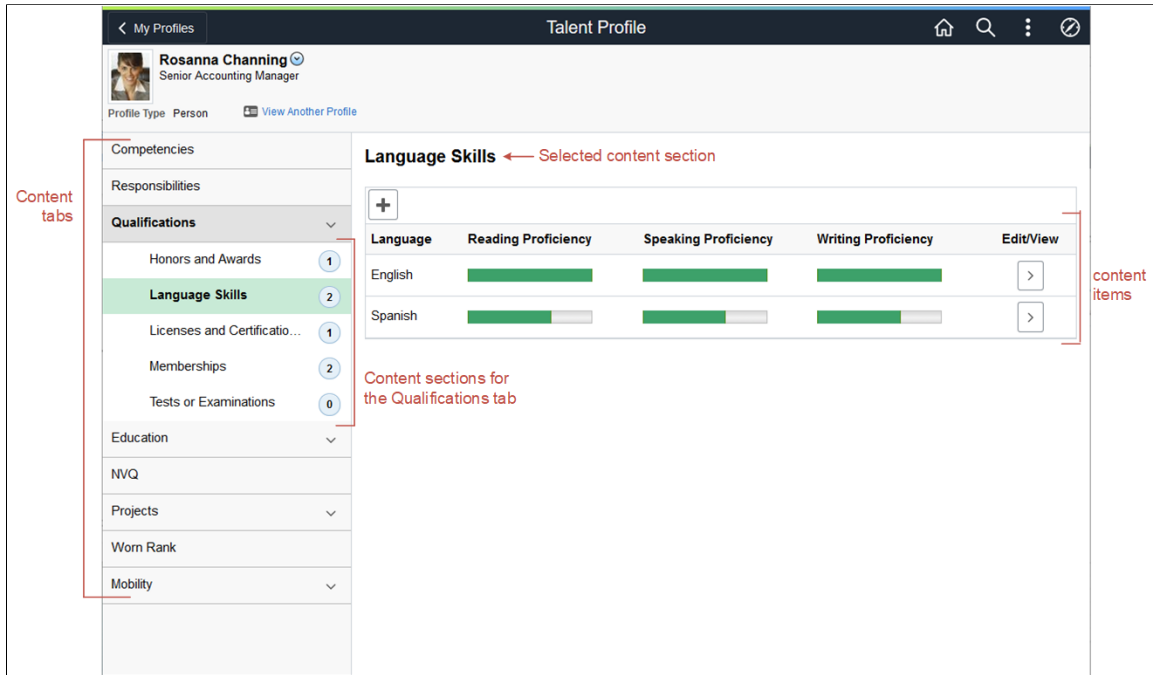 My Profiles
Talent Profile
Rosanna Channing
Senior Accounting Manager
Profile Type Person
View Another Profile
Content
tabs
Competencies
Responsibilities
Qualifications
Honors and Awards 1
Language Skills 2
Licenses and Certificatio... 1
Memberships 2
Tests or Examinations 0
Education
NVQ
Projects
Worn Rank
Mobility
Language Skills
Selected content section
Language Reading Proficiency Speaking Proficiency Writing Proficiency Edit/View
English
Spanish
content
items
Content sections for
the Qualifications tab